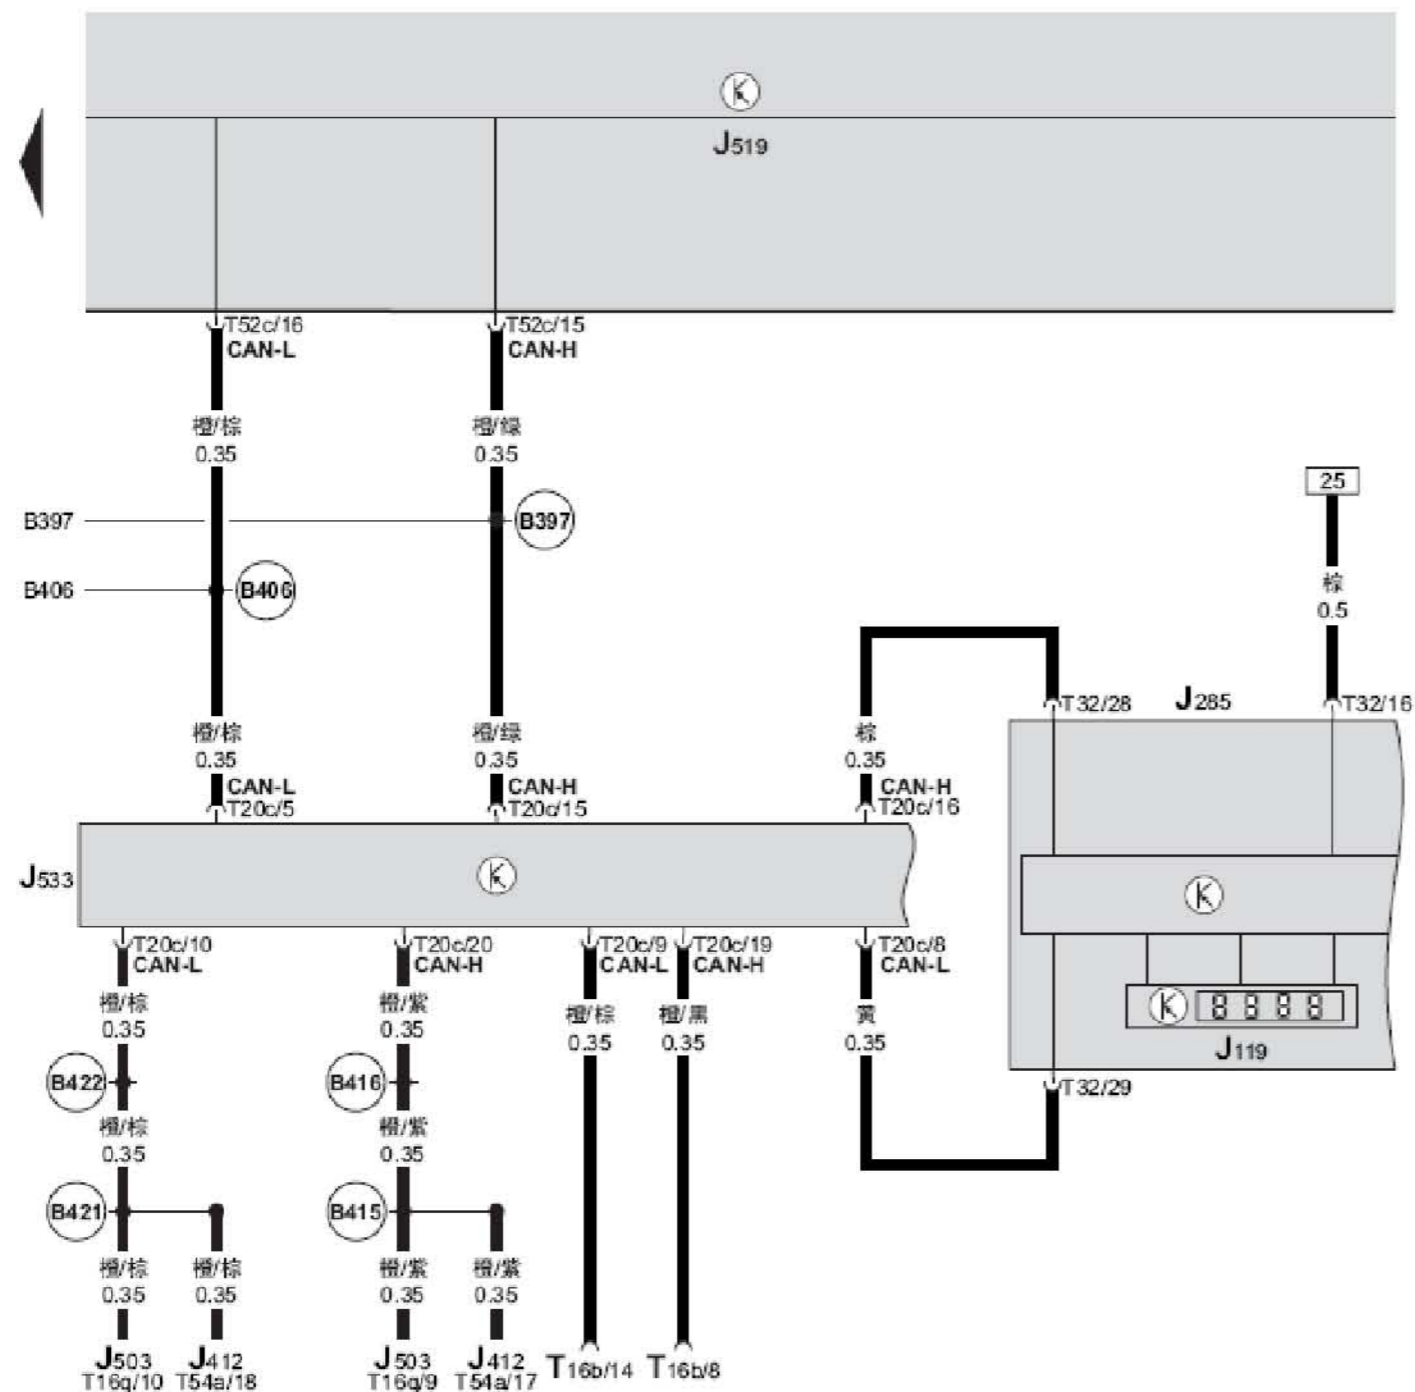 J519
T52c/16
CAN-L
T52c/15
CAN-H
橙/棕
0.35
橙/绿
0.35
25
B397
B397
B406
B406
棕
0.5
橙/棕
0.35
橙/绿
0.35
棕
0.35
T32/28
J285
T32/16
CAN-L
T20c/5
CAN-H
T20c/15
CAN-H
T20c/16
J533
T20c/10
CAN-L
T20c/20
CAN-H
T20c/9
CAN-L
T20c/19
CAN-H
T20c/8
CAN-L
8888
J119
橙/棕
0.35
橙/紫
0.35
橙/棕
0.35
橙/黑
0.35
黄
0.35
B422
B416
T32/29
橙/棕
0.35
橙/紫
0.35
B421
B415
橙/棕
0.35
橙/棕
0.35
橙/紫
0.35
橙/紫
0.35
J503
T16g/10
J412
T54a/18
J503
T16g/9
J412
T54a/17
T16b/14
T16b/8